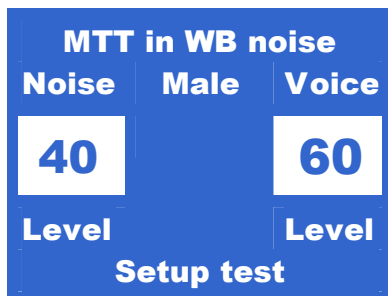 MTT in WB noise
Noise Male Voice
40 60
Level Level
Setup test